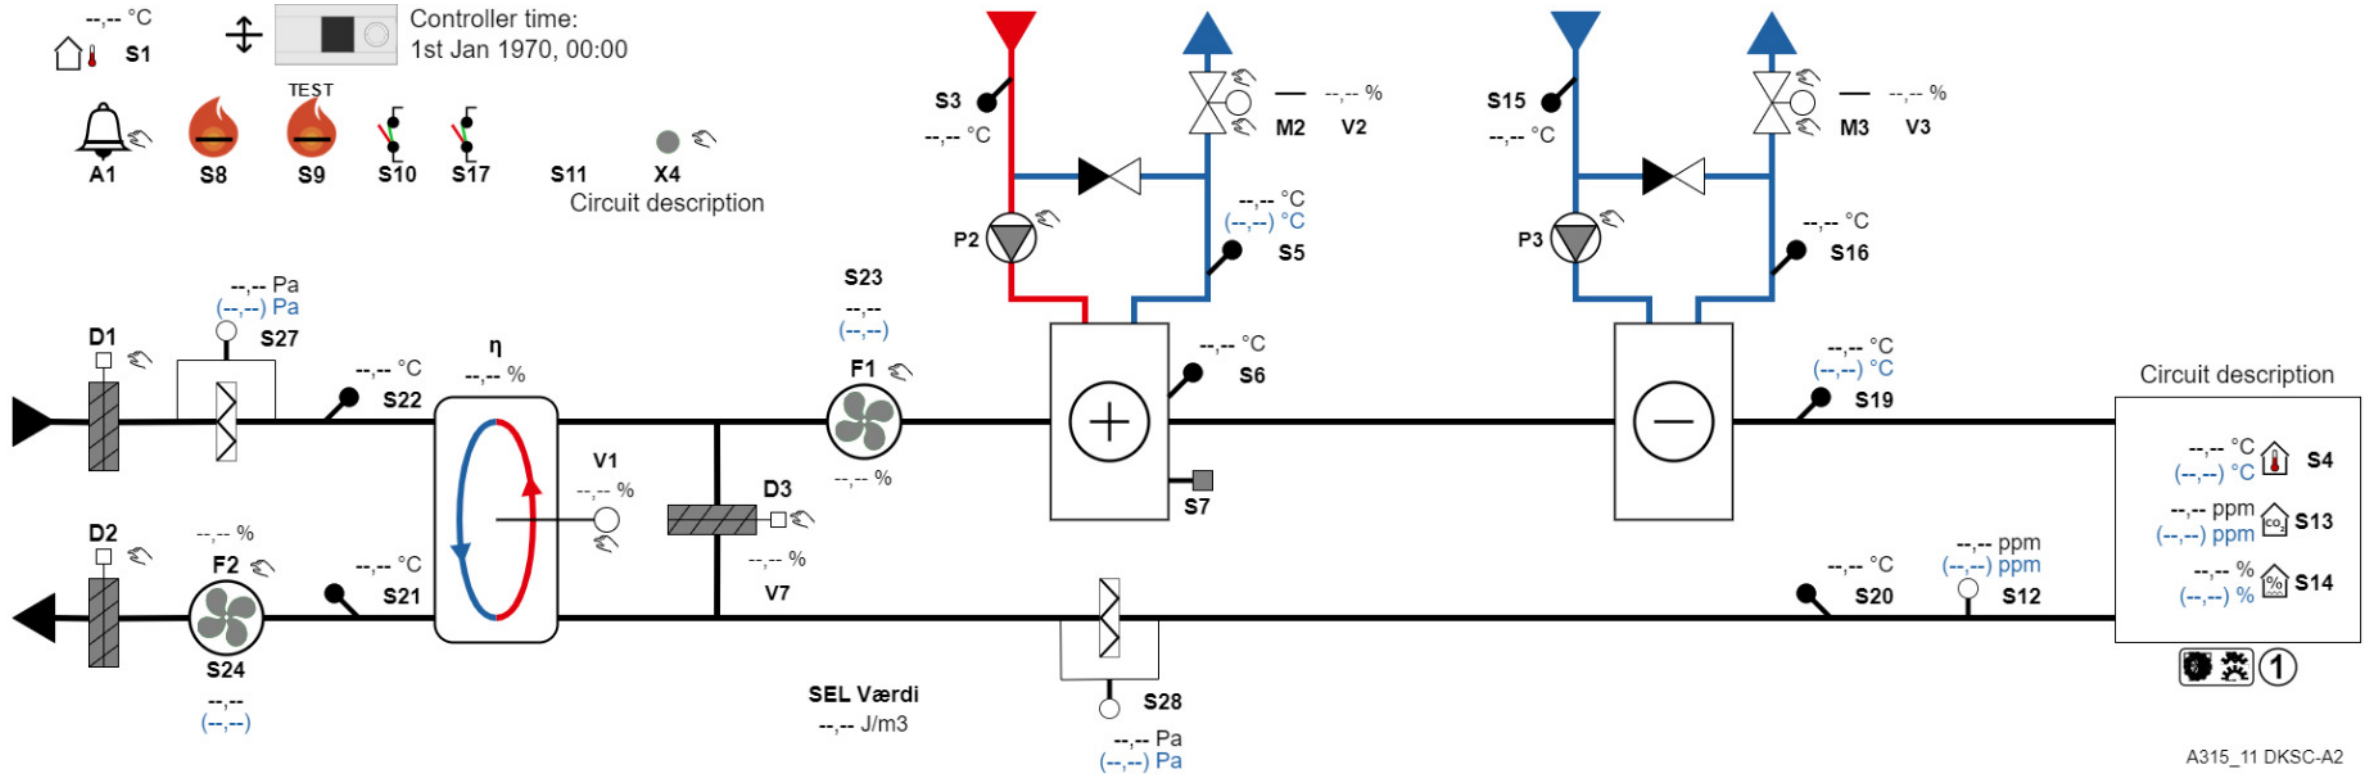 --,-- °C
S1
Controller time:
1st Jan 1970, 00:00
TEST
A1
S8
S9
S10
S17
S11
X4
Circuit description
S3
--,-- °C
M2
--,-- %
V2
--,-- °C
(--,--) °C
S5
P2
S15
--,-- °C
M3
--,-- %
V3
--,-- °C
S16
P3
--,-- Pa
(--,--) Pa
S27
D1
--,-- °C
S22
η
--,-- %
V1
--,-- %
S23
--,--
(--,--)
F1
--,-- %
D3
--,-- %
V7
--,-- °C
S6
S7
--,-- °C
(--,--) °C
S19
Circuit description
--,-- °C
(--,--) °C
S4
--,-- ppm
(--,--) ppm
CO2
S13
--,-- %
(--,--) %
%
S14
D2
--,-- %
F2
S24
--,--
(--,--)
--,-- °C
S21
SEL Værdi
--,-- J/m3
S28
--,-- Pa
(--,--) Pa
--,-- °C
S20
--,-- ppm
(--,--) ppm
S12
1
A315_11 DKSC-A2